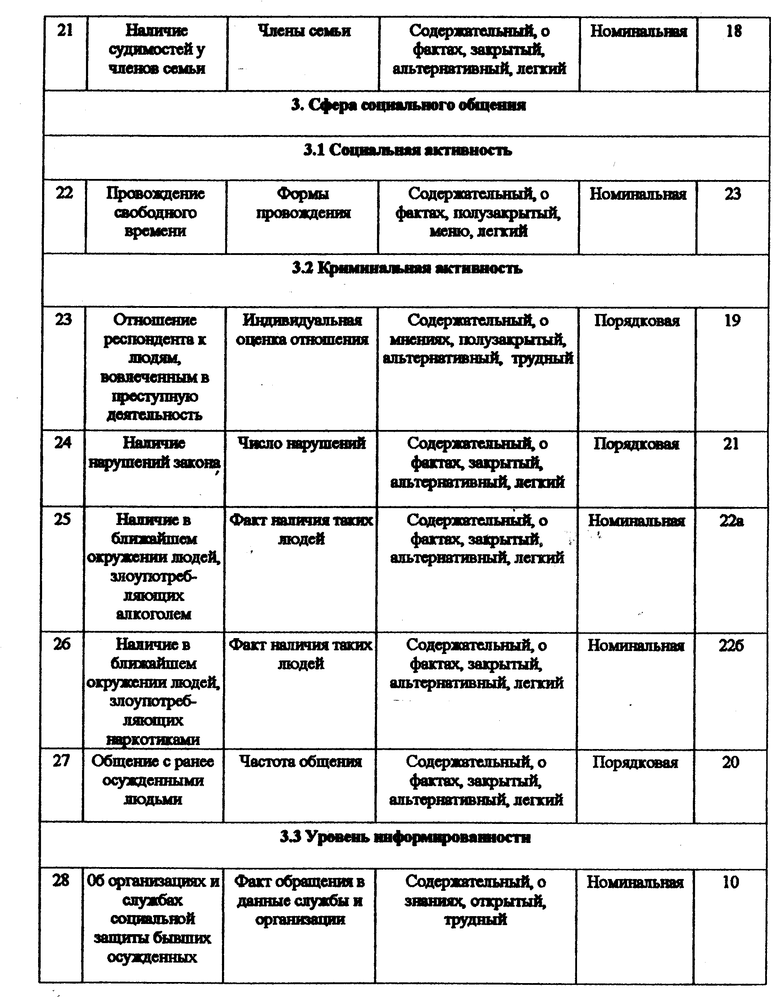 21
Наличие
судимостей у
членов семьи
Члены семьи
Содержательный, о
фактах, закрытый,
альтернативный, легкий
Номинальная
18
3. Сфера социального общения
3.1 Социальная активность
22
Провождение
свободного
времени
Формы
провождения
Содержательный, о
фактах, полузакрытый,
меню, легкий
Номинальная
23
3.2 Криминальная активность
23
Отношение
респондента к
людям,
вовлеченным в
преступную
деятельность
Индивидуальная
оценка отношения
Содержательный, о
мнениях, полузакрытый,
альтернативный, трудный
Порядковая
19
24
Наличие
нарушений закона
Число нарушений
Содержательный, о
фактах, закрытый,
альтернативный, легкий
Порядковая
21
25
Наличие в
ближайшем
окружении людей,
злоупотреб-
ляющих
алкоголем
Факт наличия таких
людей
Содержательный, о
фактах, закрытый,
альтернативный, легкий
Номинальная
22а
26
Наличие в
ближайшем
окружении людей,
злоупотреб-
ляющих
наркотиками
Факт наличия таких
людей
Содержательный, о
фактах, закрытый,
альтернативный, легкий
Номинальная
22б
27
Общение с ранее
осужденными
людьми
Частота общения
Содержательный, о
фактах, закрытый,
альтернативный, легкий
Порядковая
20
3.3 Уровень информированности
28
Об организациях и
службах
социальной
защиты бывших
осужденных
Факт обращения в
данные службы и
организации
Содержательный, о
знаниях, открытый,
трудный
Номинальная
10